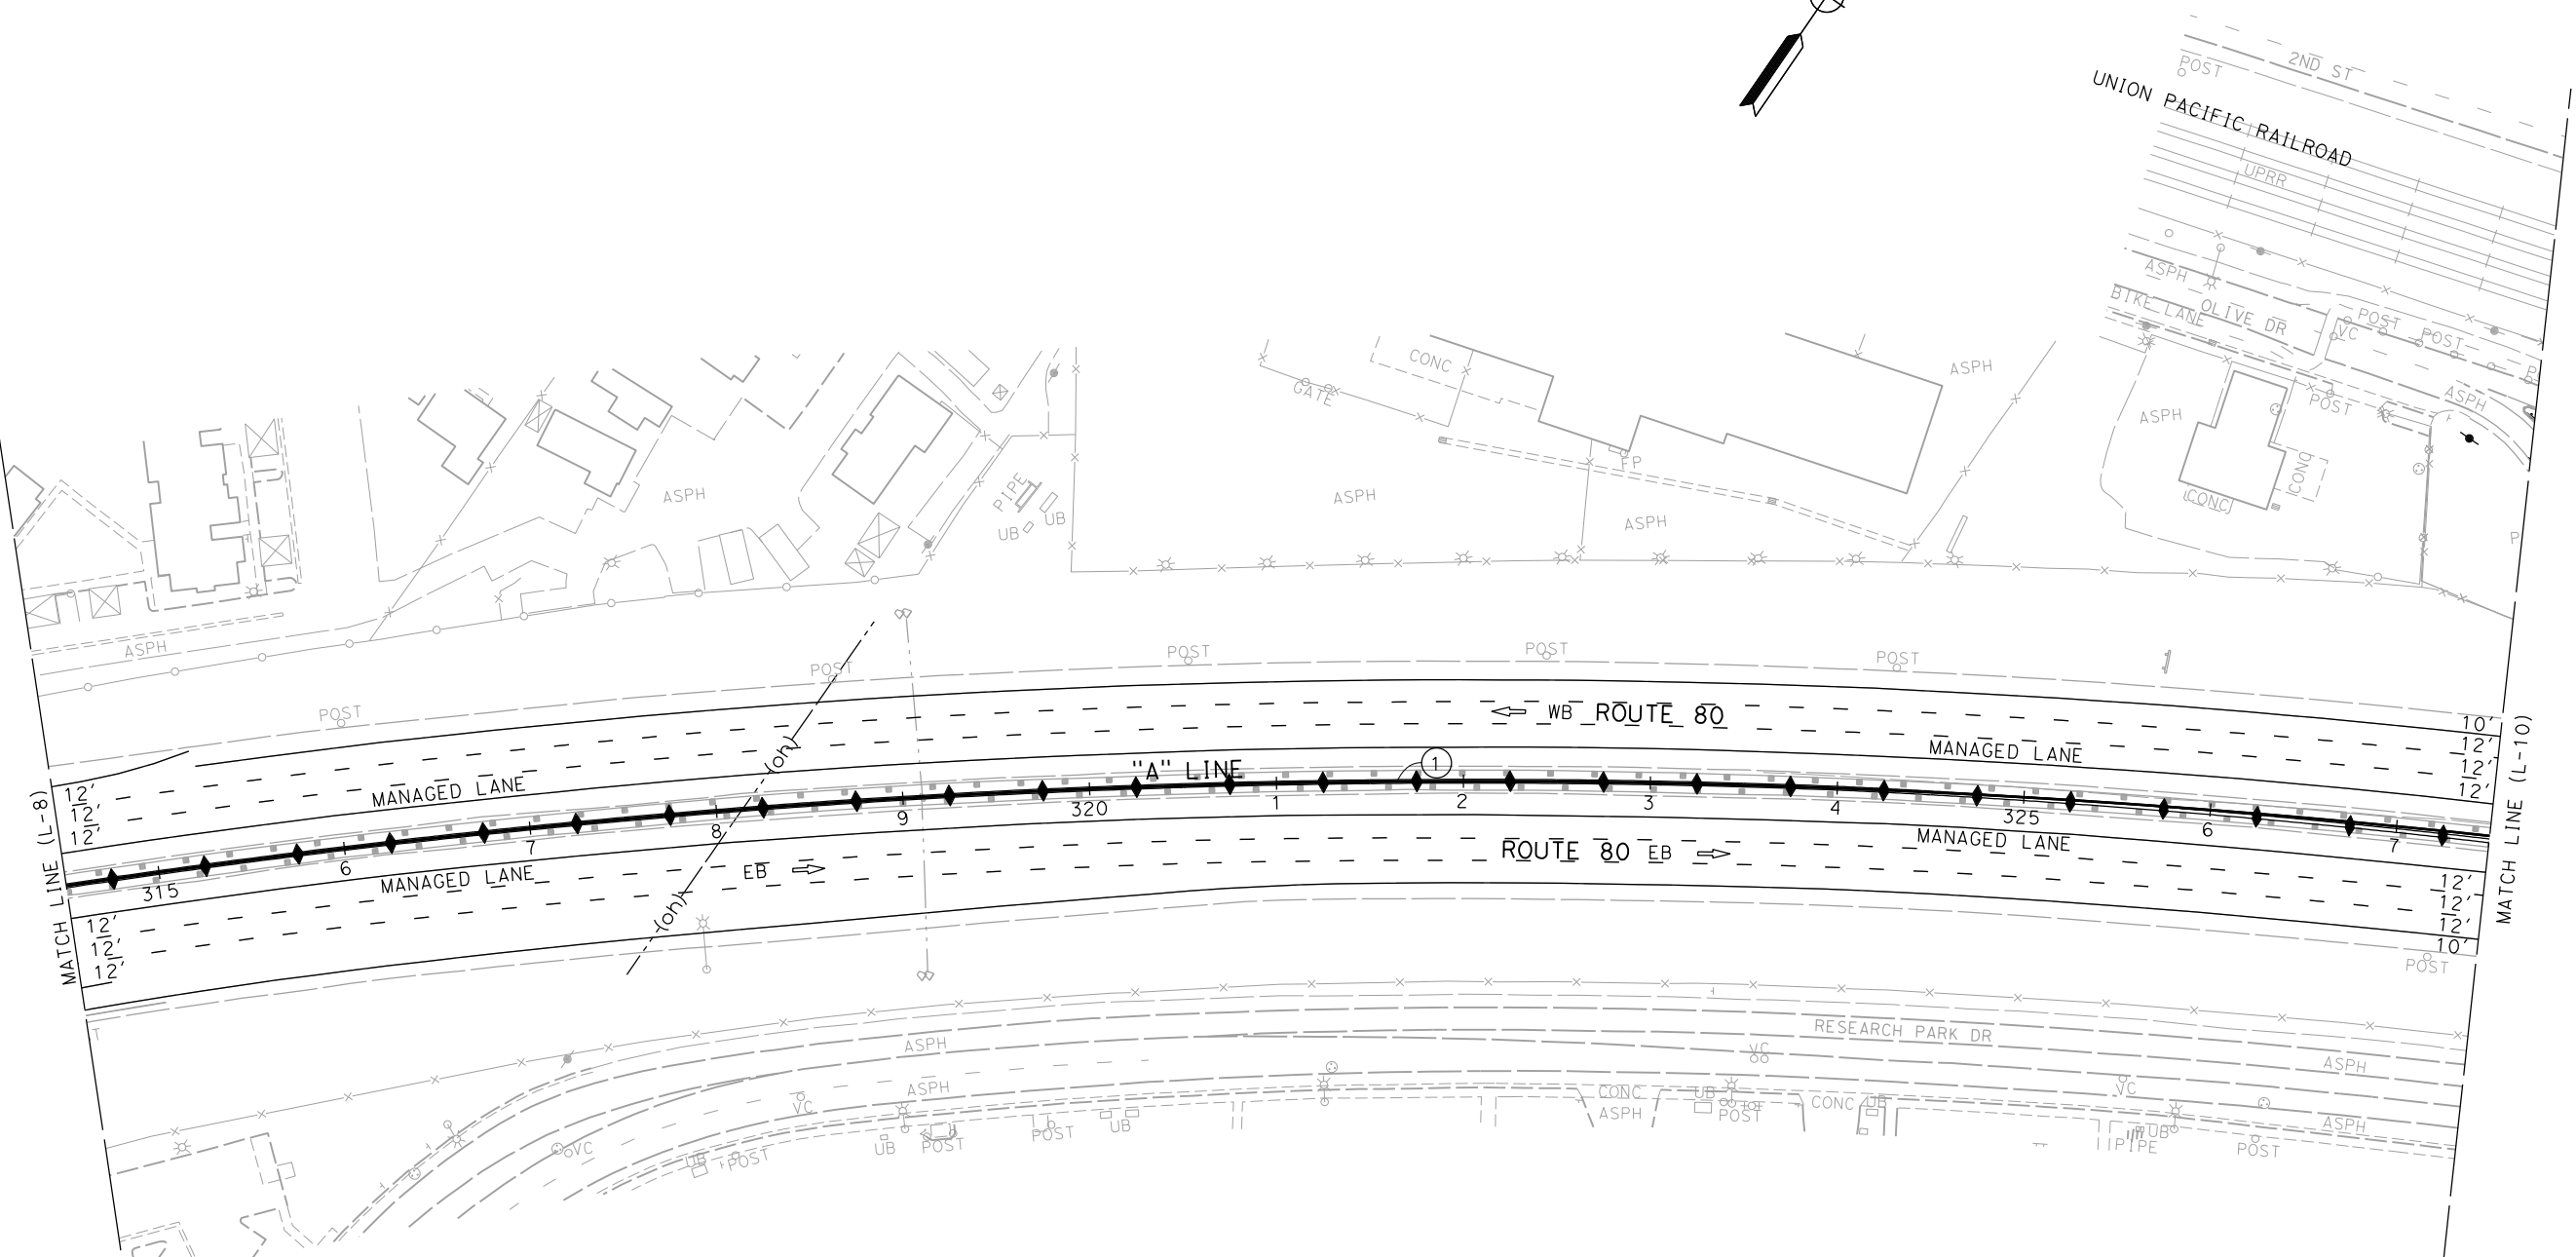 2ND ST
POST
UNION PACIFIC RAILROAD
UPRR
ASPH
BIKE LANE
OLIVE DR
POST
VC
POST
ASPH
CONC
GATE
ASPH
ASPH
POST
ASPH
FP
CONC
CONC
ASPH
PIPE
UB
UB
ASPH
ASPH
ASPH
POST
POST
POST
POST
POST
WB ROUTE 80
10'
12'
12'
12'
MANAGED LANE
"A" LINE
1
(oh)
12'
12'
12'
MANAGED LANE
MATCH LINE (L-8)
MATCH LINE (L-10)
315
6
7
8
9
320
1
2
3
4
325
6
7
MANAGED LANE
EB
ROUTE 80 EB
MANAGED LANE
12'
12'
12'
10'
(oh)
12'
12'
12'
POST
RESEARCH PARK DR
ASPH
VC
ASPH
ASPH
VC
CONC
ASPH
UB
POST
CONC
UB
VC
ASPH
UB
PIPE
POST
VC
UB
POST
UB
POST
POST
UB